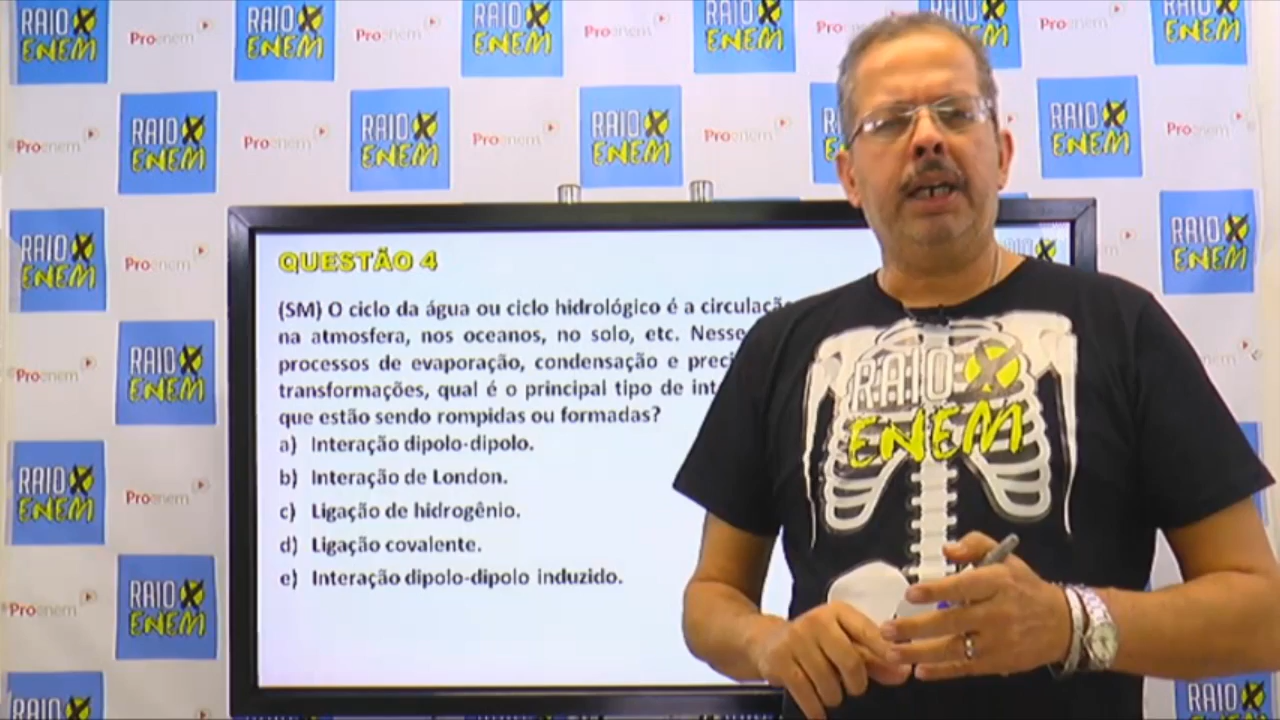 RAIO X ENEM
Proenem
QUESTÃO 4
(SM) O ciclo da água ou ciclo hidrológico é a circulação
na atmosfera, nos oceanos, no solo, etc. Nesse
processos de evaporação, condensação e
transformações, qual é o principal tipo de
que estão sendo rompidas ou formadas?
a) Interação dipolo-dipolo.
b) Interação de London.
c) Ligação de hidrogênio.
d) Ligação covalente.
e) Interação dipolo-dipolo induzido.
RAIO X
ENEM